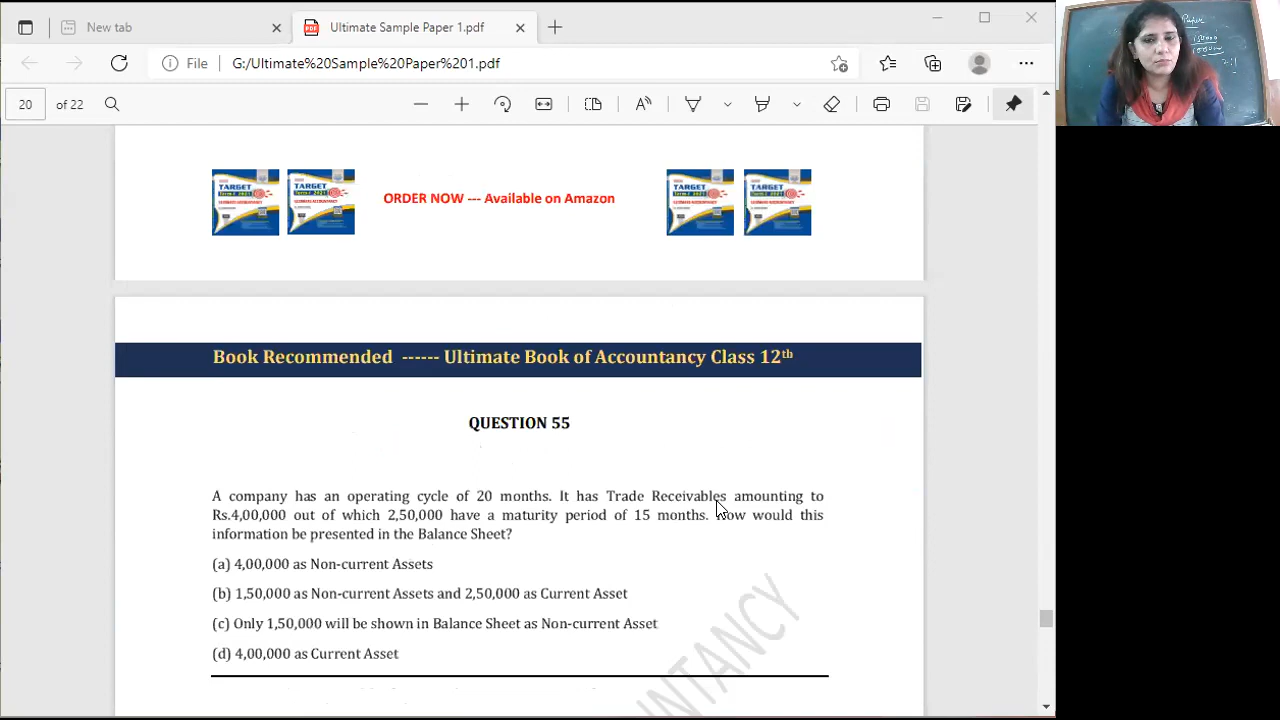 New tab
Ultimate Sample Paper 1.pdf
File
G:/Ultimate%20Sample%20Paper%201.pdf
20 of 22
TARGET
TARGET
ORDER NOW --- Available on Amazon
TARGET
TARGET
Book Recommended ------ Ultimate Book of Accountancy Class 12th
QUESTION 55
A company has an operating cycle of 20 months. It has Trade Receivables amounting to
Rs.4,00,000 out of which 2,50,000 have a maturity period of 15 months. How would this
information be presented in the Balance Sheet?
(a) 4,00,000 as Non-current Assets
(b) 1,50,000 as Non-current Assets and 2,50,000 as Current Asset
(c) Only 1,50,000 will be shown in Balance Sheet as Non-current Asset
(d) 4,00,000 as Current Asset